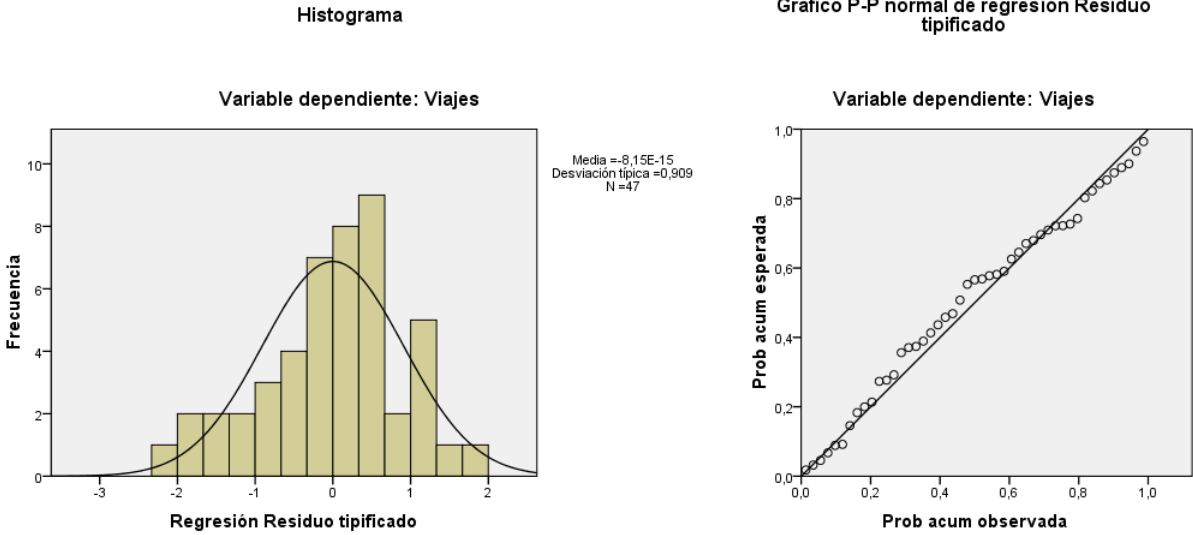 Histograma
Variable dependiente: Viajes
Media =-8,15E-15
Desviación típica =0,909
N =47
Frecuencia
10
8
6
4
2
0
-3
-2
-1
0
1
2
Regresión Residuo tipificado
Gráfico P-P normal de regresión Residuo
tipificado
Variable dependiente: Viajes
Prob acum esperada
1,0
0,8
0,6
0,4
0,2
0,0
0,0
0,2
0,4
0,6
0,8
1,0
Prob acum observada